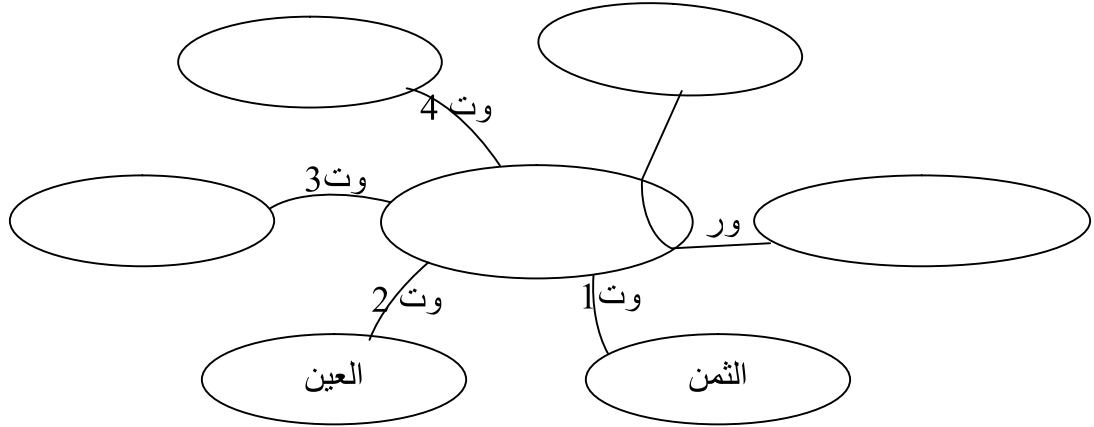 وت 4
وت3
ور
وت 2
وت1
العين
الثمن